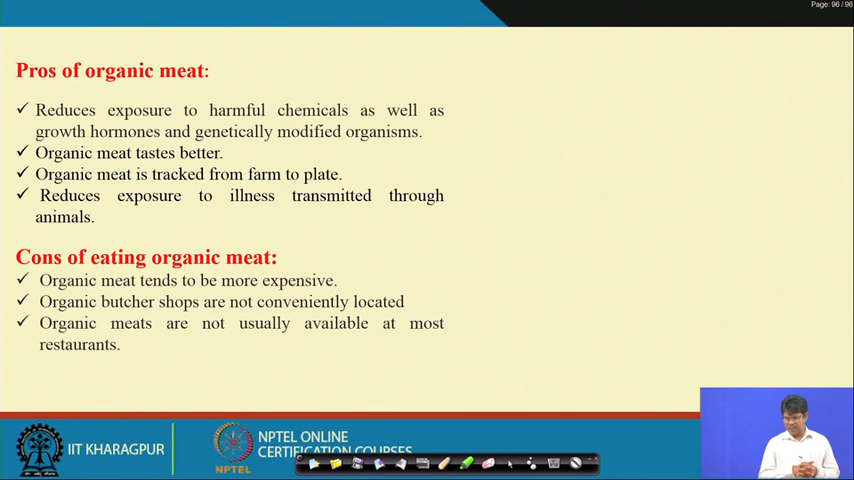 Page: 96 / 96
Pros of organic meat:
✓ Reduces exposure to harmful chemicals as well as
growth hormones and genetically modified organisms.
✓ Organic meat tastes better.
✓ Organic meat is tracked from farm to plate.
✓ Reduces exposure to illness transmitted through
animals.
Cons of eating organic meat:
✓ Organic meat tends to be more expensive.
✓ Organic butcher shops are not conveniently located
✓ Organic meats are not usually available at most
restaurants.
IIT KHARAGPUR
NPTEL
NPTEL ONLINE
CERTIFICATION COURSES